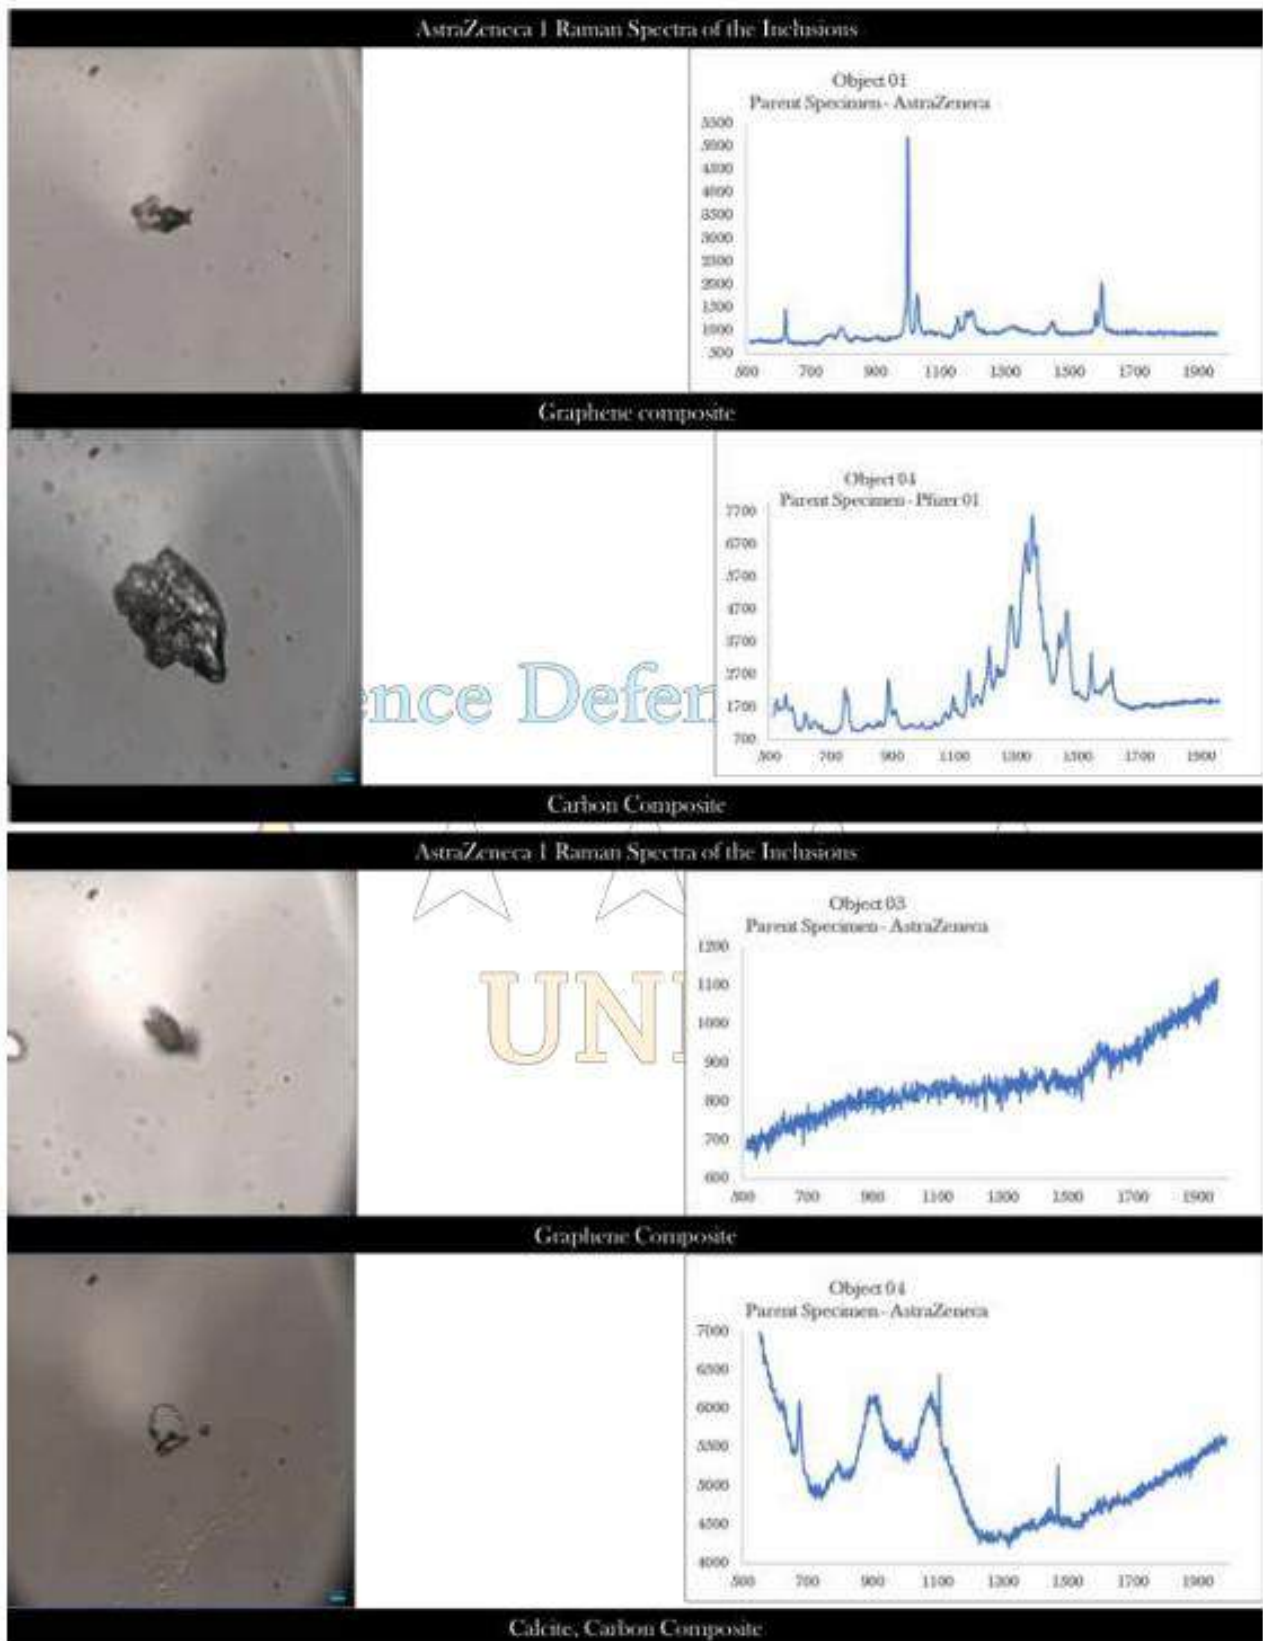 AstraZeneca 1 Raman Spectra of the Inclusions
Object 01
Parent Specimen - AstraZeneca
5500
5000
4500
4000
3500
3000
2500
2000
1500
1000
500
500 700 900 1100 1300 1500 1700 1900
Graphene composite
Object 04
Parent Specimen - Pfizer 01
7700
6700
5700
4700
3700
2700
1700
700
500 700 900 1100 1300 1500 1700 1900
ence Defen
Carbon Composite
AstraZeneca 1 Raman Spectra of the Inclusions
Object 03
Parent Specimen - AstraZeneca
1200
1100
1000
900
800
700
600
500 700 900 1100 1300 1500 1700 1900
UNI
Graphene Composite
Object 04
Parent Specimen - AstraZeneca
7000
6500
6000
5500
5000
4500
4000
500 700 900 1100 1300 1500 1700 1900
Calcite, Carbon Composite